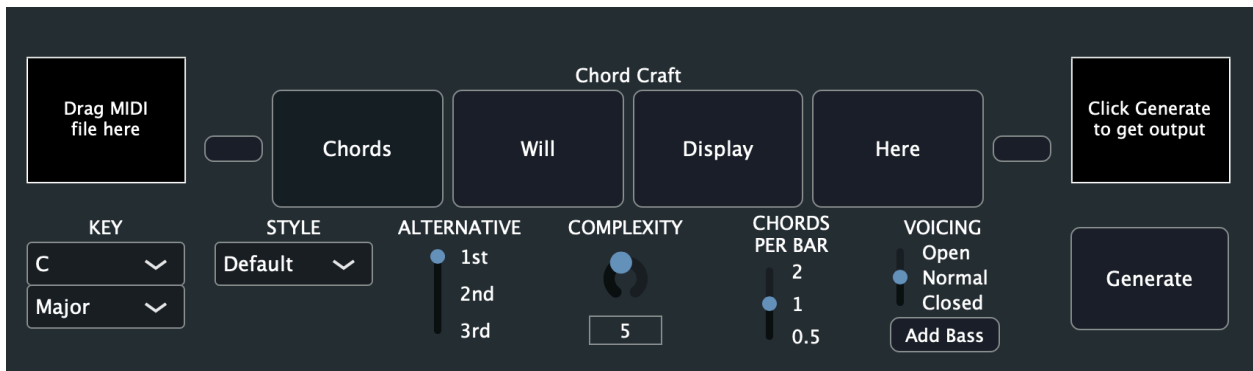 Chord Craft
Drag MIDI
file here
Chords
Will
Display
Here
Click Generate
to get output
KEY
C
Major
STYLE
Default
ALTERNATIVE
1st
2nd
3rd
COMPLEXITY
5
CHORDS
PER BAR
2
1
0.5
VOICING
Open
Normal
Closed
Add Bass
Generate